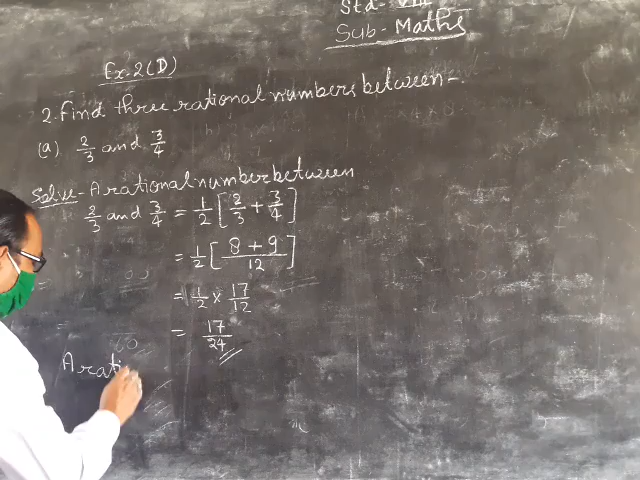 Std- VIII
Sub- Maths
Ex-2(D)
2. Find three rational numbers between-
(a) 2/3 and 3/4
Solve- A rational number between
2/3 and 3/4 = 1/2 [2/3 + 3/4]
= 1/2 [8 + 9 / 12]
= 1/2 × 17/12
= 17/24
A rati